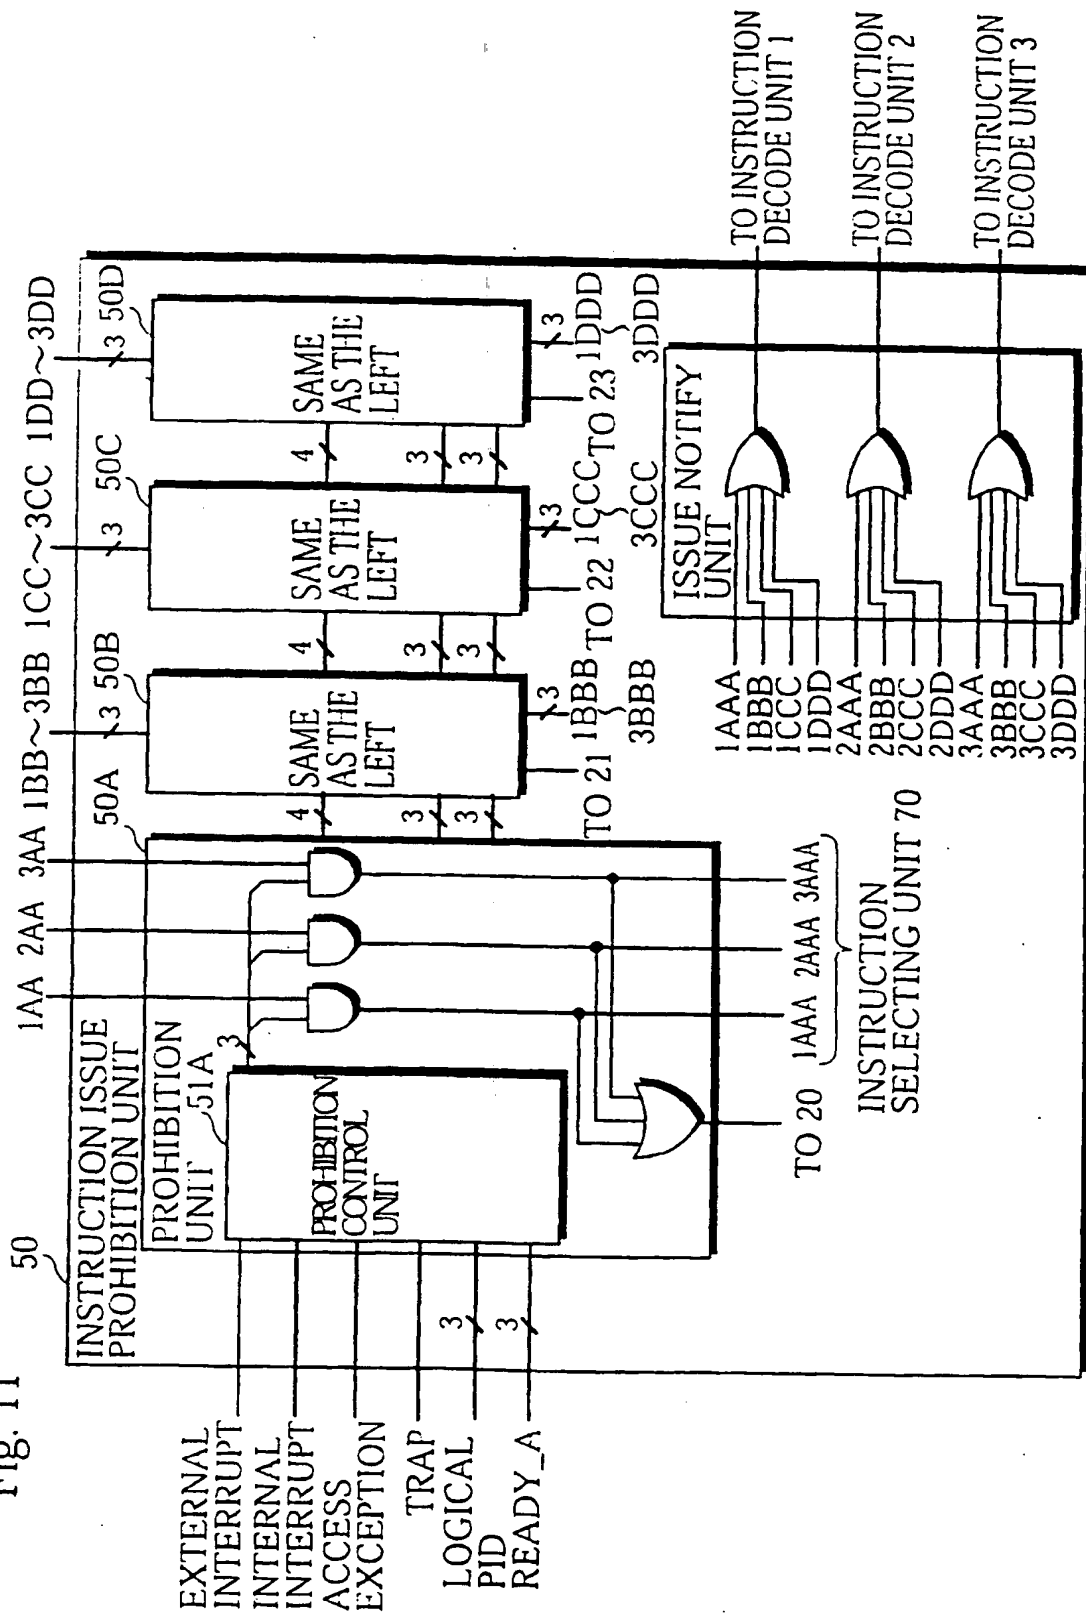 Fig. 11
50
INSTRUCTION ISSUE
PROHIBITION UNIT
1AA 2AA 3AA 1BB~3BB 1CC~3CC 1DD~3DD
50A
50B
50C
50D
3
3
3
PROHIBITION
UNIT
51A
3
PROHIBITION
CONTROL
UNIT
EXTERNAL
INTERRUPT
INTERNAL
INTERRUPT
ACCESS
EXCEPTION
TRAP
LOGICAL
PID
READY_A
3
3
4
3
3
SAME
AS THE
LEFT
4
3
3
SAME
AS THE
LEFT
4
3
3
SAME
AS THE
LEFT
TO 20
1AAA 2AAA 3AAA
INSTRUCTION
SELECTING UNIT 70
TO 21
3
1BBB
3BBB
TO 22
3
1CCC
3CCC
TO 23
3
1DDD
3DDD
ISSUE NOTIFY
UNIT
1AAA
1BBB
1CCC
1DDD
2AAA
2BBB
2CCC
2DDD
3AAA
3BBB
3CCC
3DDD
TO INSTRUCTION
DECODE UNIT 1
TO INSTRUCTION
DECODE UNIT 2
TO INSTRUCTION
DECODE UNIT 3